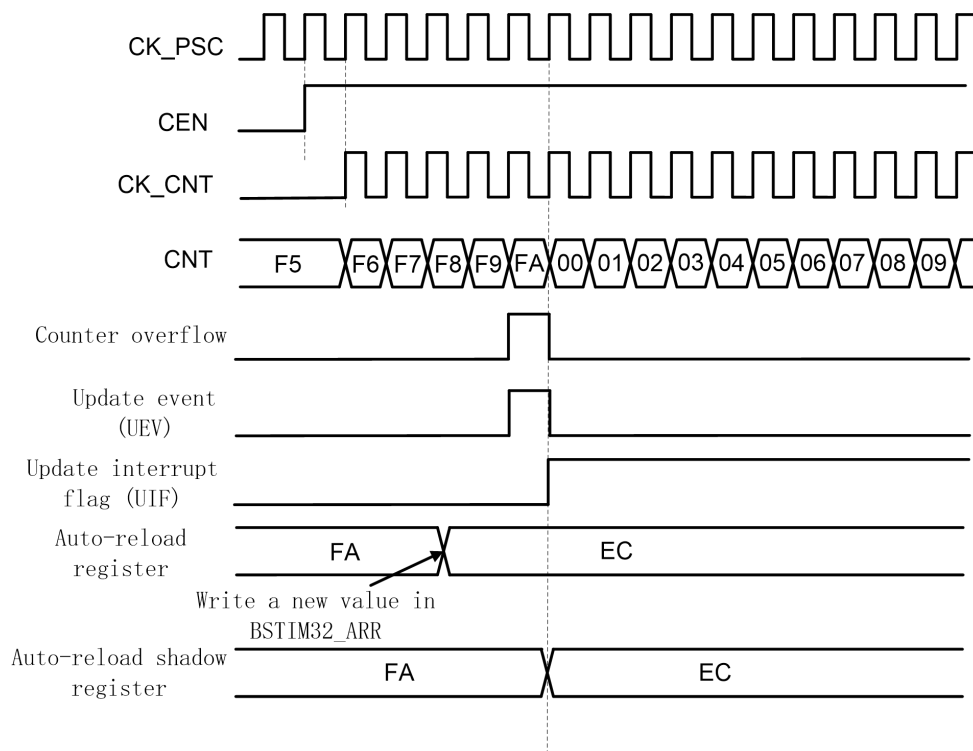 CK_PSC
CEN
CK_CNT
CNT F5 F6 F7 F8 F9 FA 00 01 02 03 04 05 06 07 08 09
Counter overflow
Update event
(UEV)
Update interrupt
flag (UIF)
Auto-reload
register
FA EC
Write a new value in
BSTIM32_ARR
Auto-reload shadow
register
FA EC